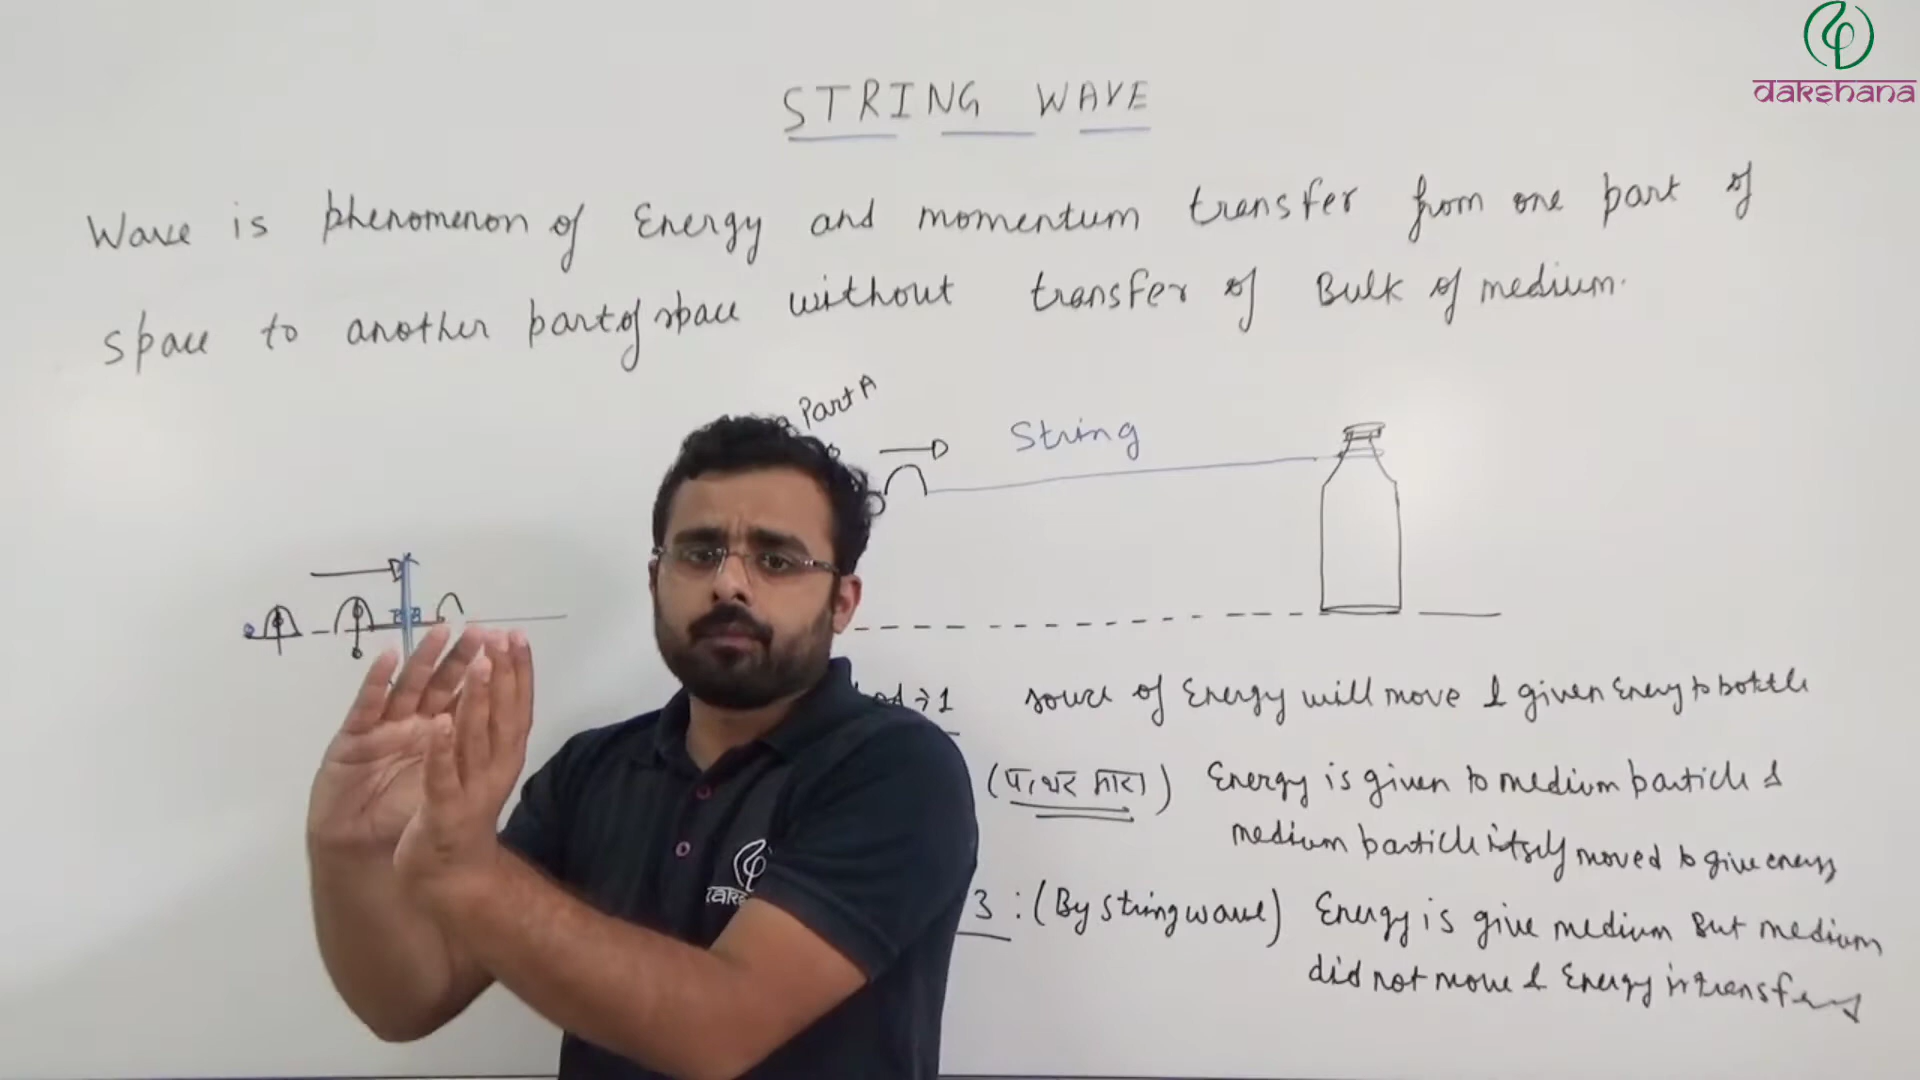 dakshana
STRING WAVE
Wave is phenomenon of Energy and momentum transfer from one part of
space to another part of space without transfer of Bulk of medium.
Part A
String
→1 source of Energy will move & given Energy to bottle
(पत्थर मारा) Energy is given to medium particle &
medium particle itself moved to give energy
3 : (By string wave) Energy is give medium But medium
did not move & Energy is